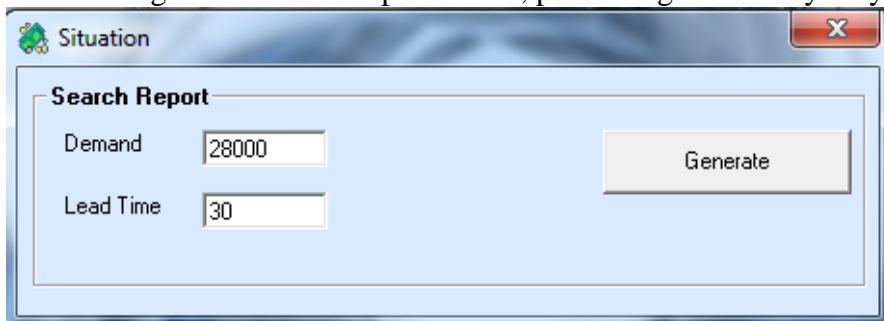 Situation
Search Report
Demand 28000
Generate
Lead Time 30